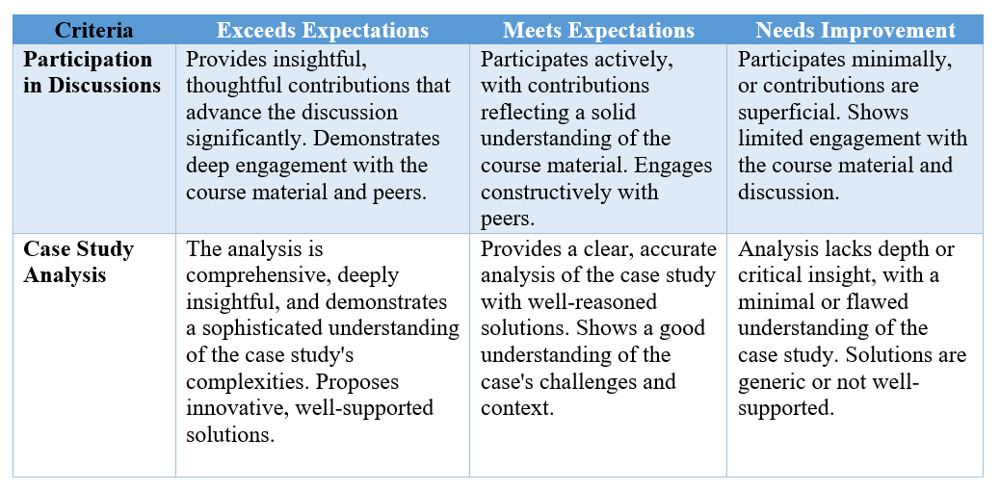 Criteria
Exceeds Expectations
Meets Expectations
Needs Improvement
Participation
in Discussions
Provides insightful,
thoughtful contributions that
advance the discussion
significantly. Demonstrates
deep engagement with the
course material and peers.
Participates actively,
with contributions
reflecting a solid
understanding of the
course material. Engages
constructively with
peers.
Participates minimally,
or contributions are
superficial. Shows
limited engagement with
the course material and
discussion.
Case Study
Analysis
The analysis is
comprehensive, deeply
insightful, and demonstrates
a sophisticated understanding
of the case study's
complexities. Proposes
innovative, well-supported
solutions.
Provides a clear, accurate
analysis of the case study
with well-reasoned
solutions. Shows a good
understanding of the
case's challenges and
context.
Analysis lacks depth or
critical insight, with a
minimal or flawed
understanding of the
case study. Solutions are
generic or not well-
supported.